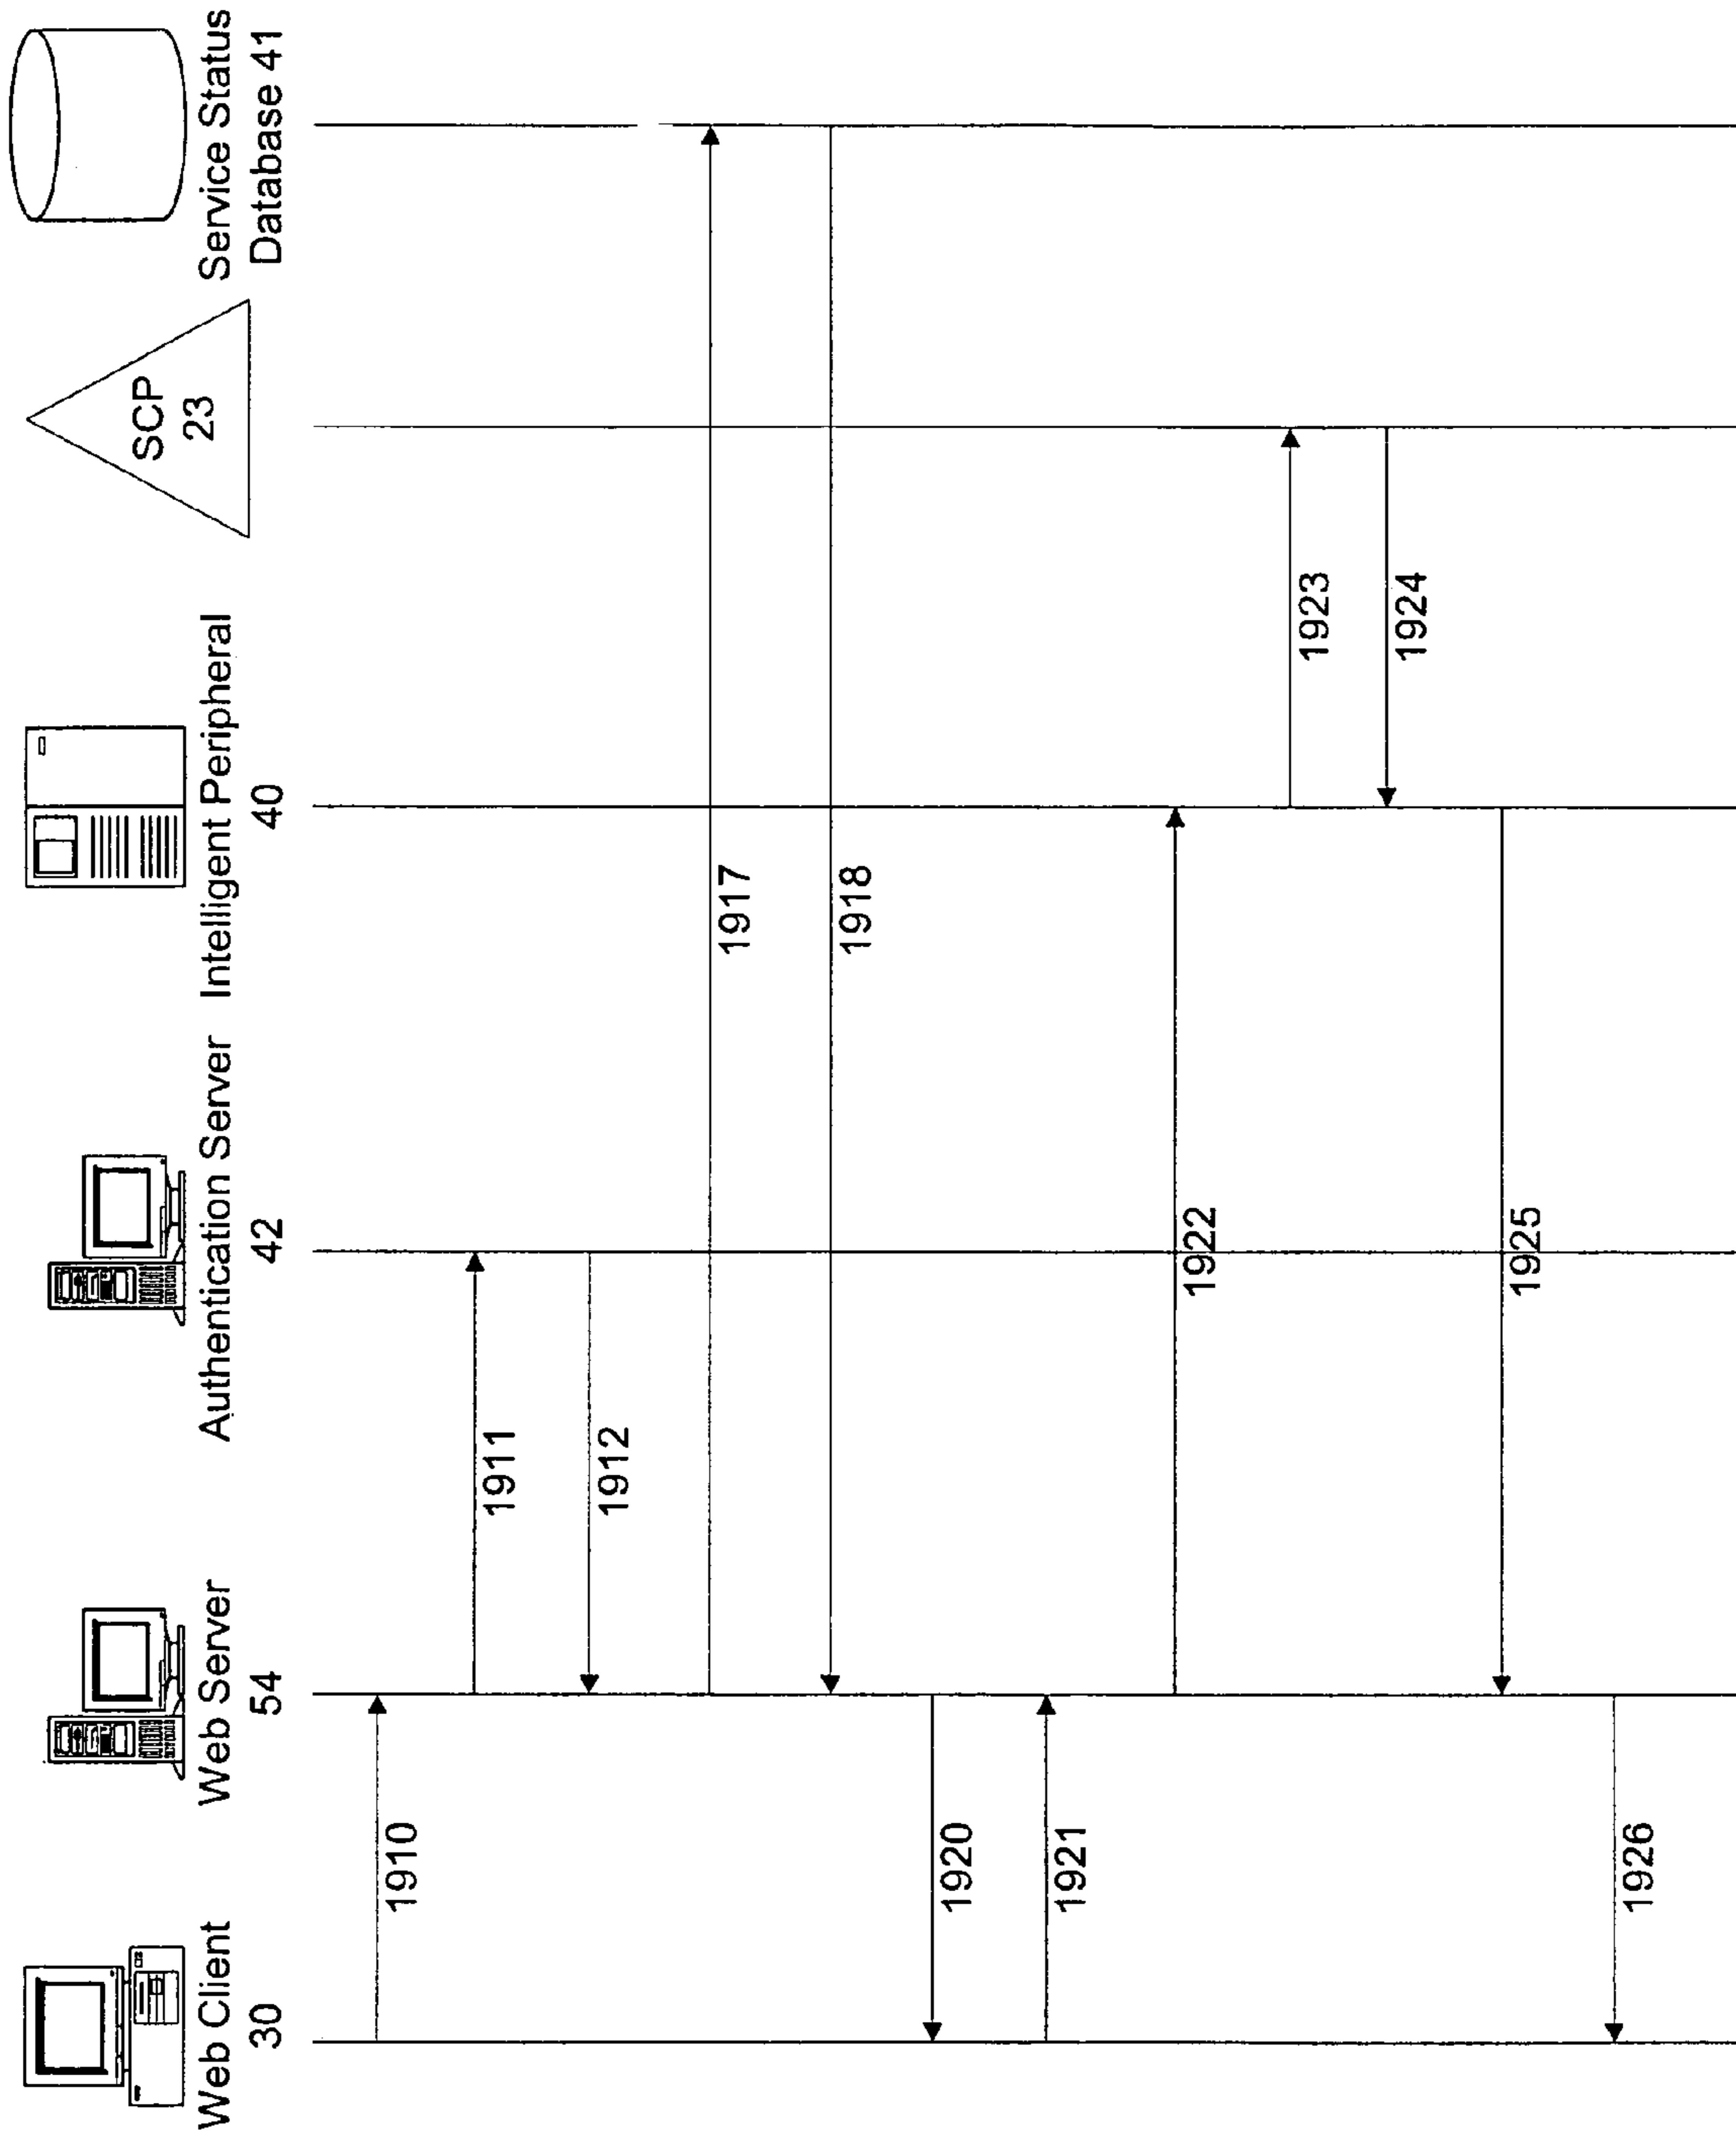 Web Client
30
Web Server
54
Authentication Server
42
Intelligent Peripheral
40
SCP
23
Service Status
Database 41
1910
1911
1912
1917
1918
1920
1921
1922
1923
1924
1925
1926